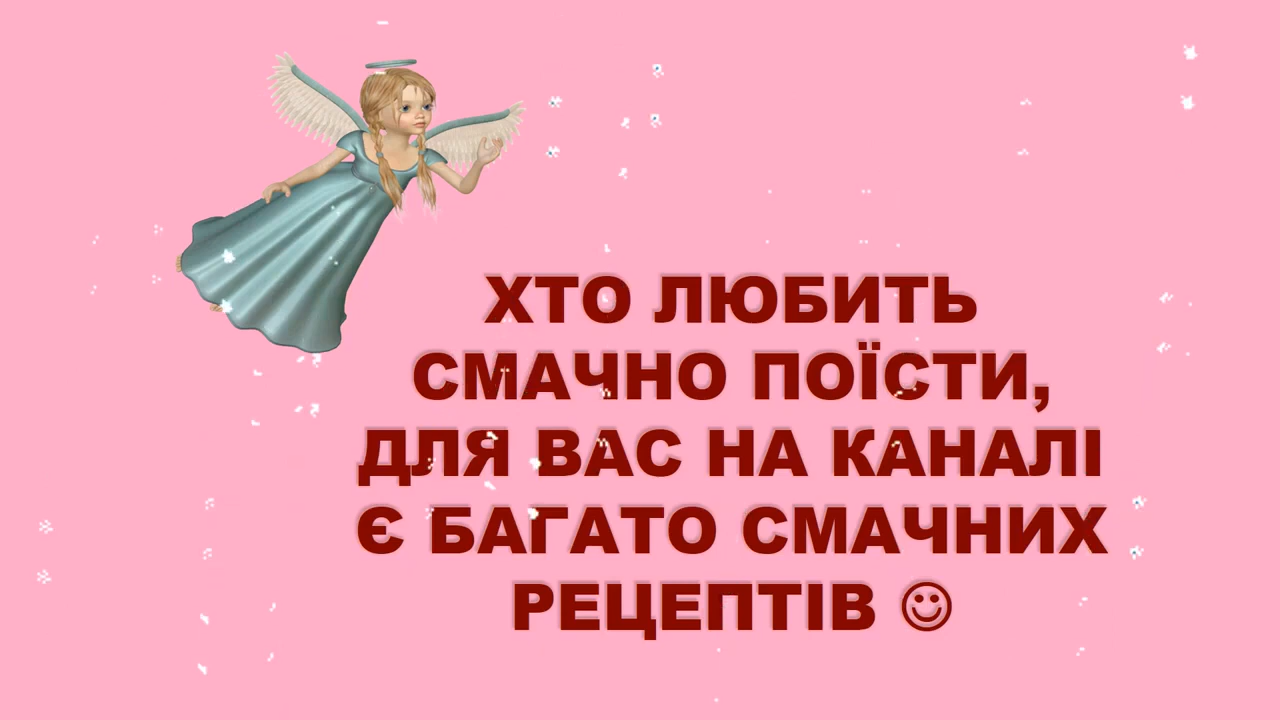 ХТО ЛЮБИТЬ
СМАЧНО ПОЇСТИ,
ДЛЯ ВАС НА КАНАЛІ
Є БАГАТО СМАЧНИХ
РЕЦЕПТІВ ☺